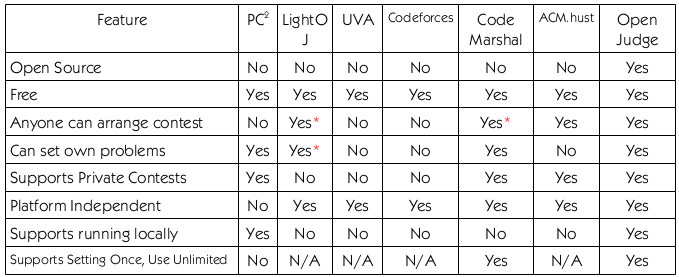 Feature PC² LightO J UVA Codeforces Code Marshal ACM.hust Open Judge
Open Source No No No No No No Yes
Free Yes Yes Yes Yes Yes Yes Yes
Anyone can arrange contest No Yes* No No Yes* Yes Yes
Can set own problems Yes Yes* No No Yes No Yes
Supports Private Contests Yes No No No Yes Yes Yes
Platform Independent No Yes Yes Yes Yes Yes Yes
Supports running locally Yes No No No No No Yes
Supports Setting Once, Use Unlimited No N/A N/A N/A Yes N/A Yes